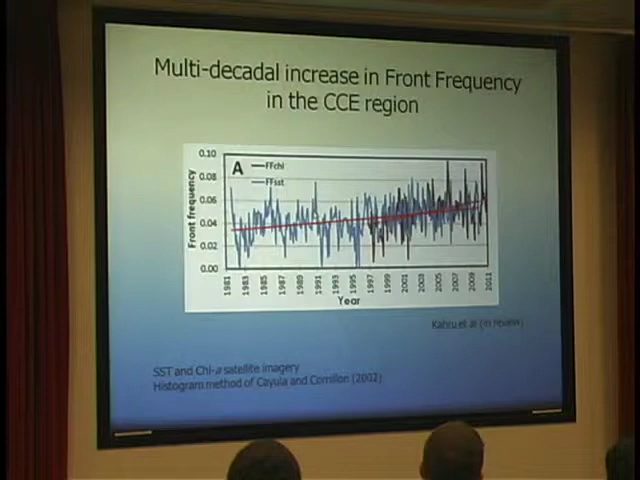 Multi-decadal increase in Front Frequency
in the CCE region
A
FFchl
FFsst
Front frequency
0.10
0.08
0.06
0.04
0.02
0.00
1981 1983 1985 1987 1989 1991 1993 1995 1997 1999 2001 2003 2005 2007 2009 2011
Year
Kahru et al (in review)
SST and Chl-a satellite imagery
Histogram method of Cayula and Cornillon (2002)